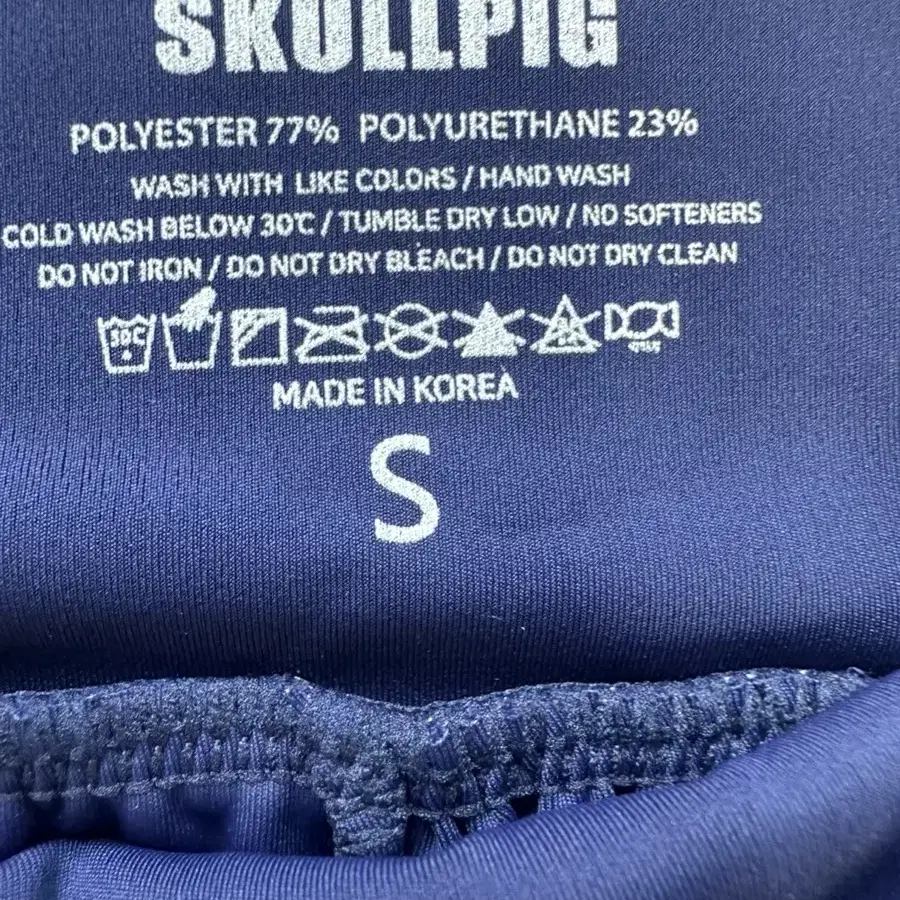 SKULLPIG
POLYESTER 77% POLYURETHANE 23%
WASH WITH LIKE COLORS / HAND WASH
COLD WASH BELOW 30℃ / TUMBLE DRY LOW / NO SOFTENERS
DO NOT IRON / DO NOT DRY BLEACH / DO NOT DRY CLEAN
30℃
MADE IN KOREA
S